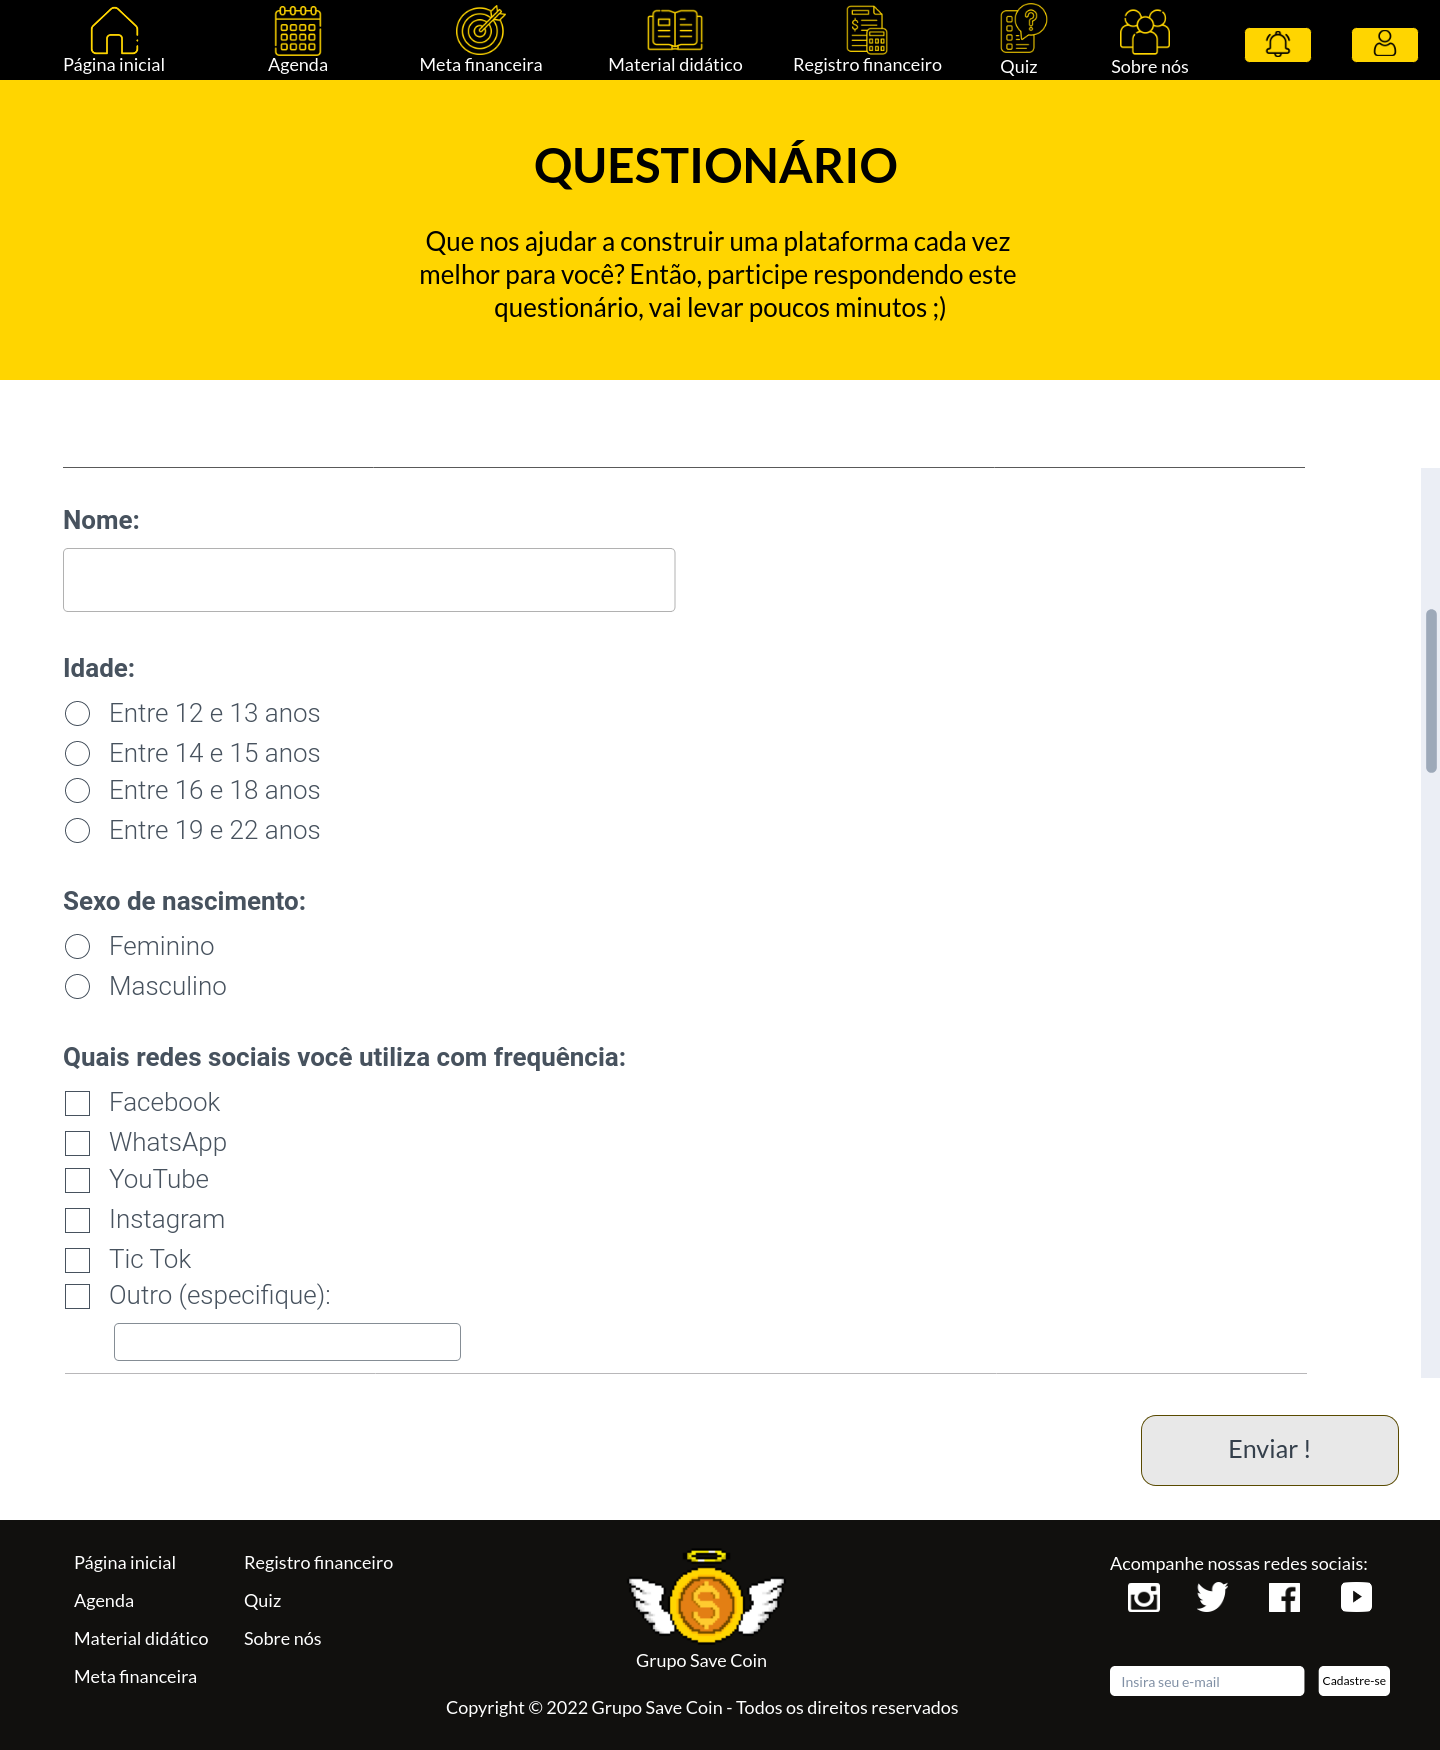 Página inicial
Agenda
Meta financeira
Material didático
Registro financeiro
Quiz
Sobre nós
QUESTIONÁRIO
Que nos ajudar a construir uma plataforma cada vez
melhor para você? Então, participe respondendo este
questionário, vai levar poucos minutos ;)
Nome:
Idade:
Entre 12 e 13 anos
Entre 14 e 15 anos
Entre 16 e 18 anos
Entre 19 e 22 anos
Sexo de nascimento:
Feminino
Masculino
Quais redes sociais você utiliza com frequência:
Facebook
WhatsApp
YouTube
Instagram
Tic Tok
Outro (especifique):
Enviar !
Página inicial
Agenda
Material didático
Meta financeira
Registro financeiro
Quiz
Sobre nós
Grupo Save Coin
Copyright © 2022 Grupo Save Coin - Todos os direitos reservados
Acompanhe nossas redes sociais:
Insira seu e-mail
Cadastre-se